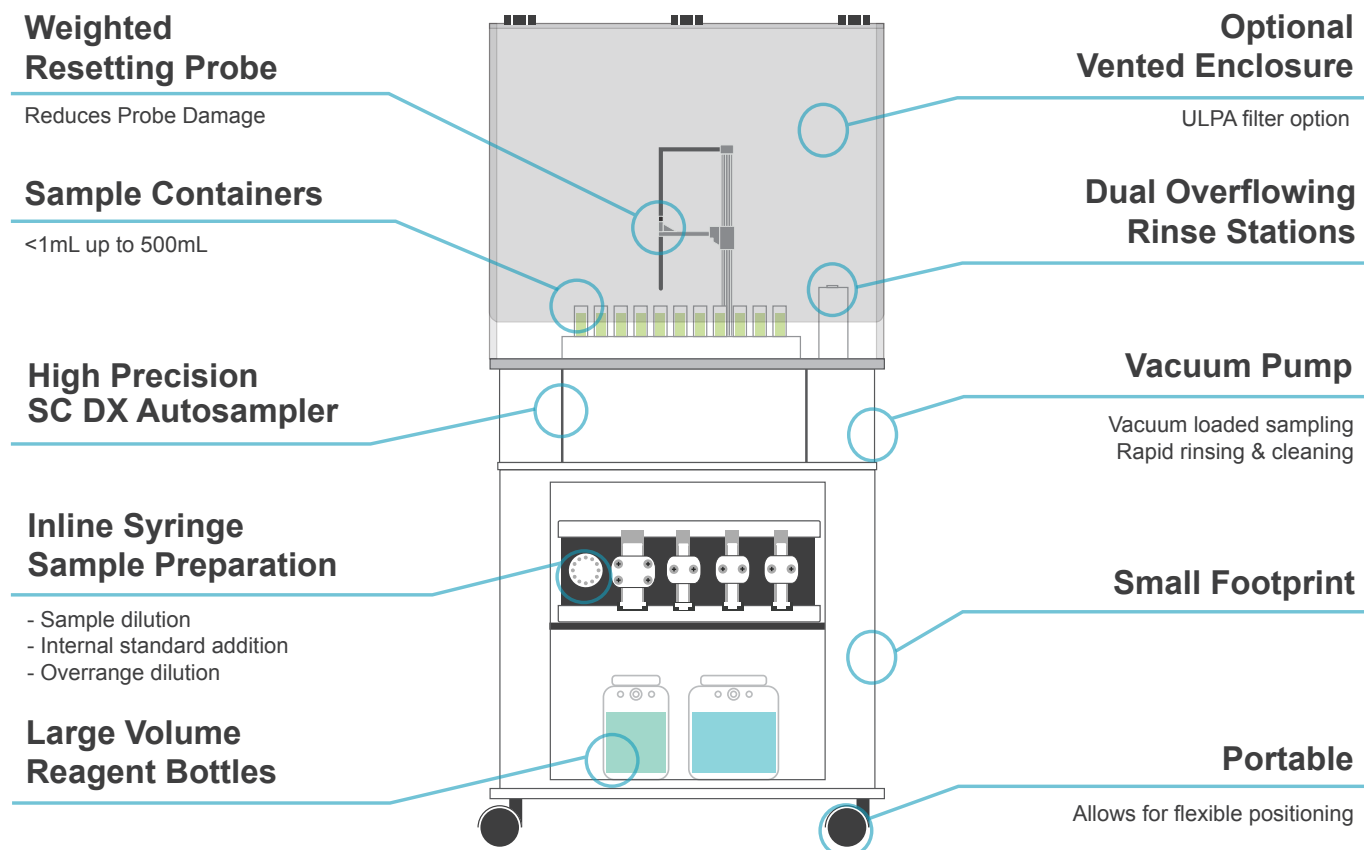 Weighted
Resetting Probe
Reduces Probe Damage
Sample Containers
<1mL up to 500mL
High Precision
SC DX Autosampler
Inline Syringe
Sample Preparation
- Sample dilution
- Internal standard addition
- Overrange dilution
Large Volume
Reagent Bottles
Optional
Vented Enclosure
ULPA filter option
Dual Overflowing
Rinse Stations
Vacuum Pump
Vacuum loaded sampling
Rapid rinsing & cleaning
Small Footprint
Portable
Allows for flexible positioning